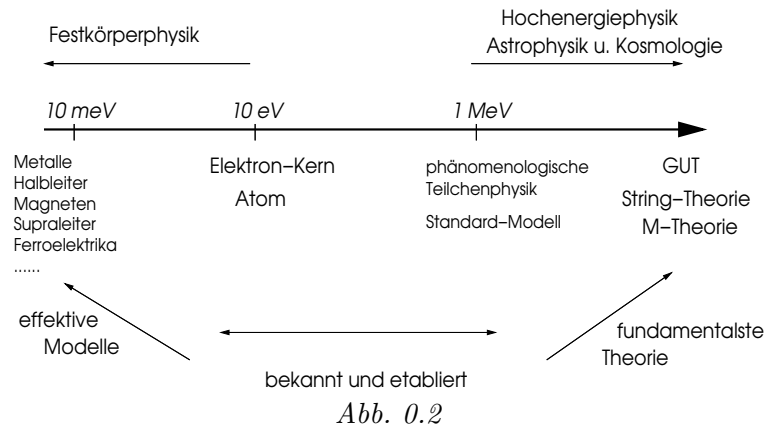 Festkörperphysik
Hochenergiephysik
Astrophysik u. Kosmologie
10 meV
10 eV
1 MeV
Metalle
Halbleiter
Magneten
Supraleiter
Ferroelektrika
......
Elektron–Kern
Atom
phänomenologische
Teilchenphysik
Standard–Modell
GUT
String–Theorie
M–Theorie
effektive
Modelle
bekannt und etabliert
fundamentalste
Theorie
Abb. 0.2